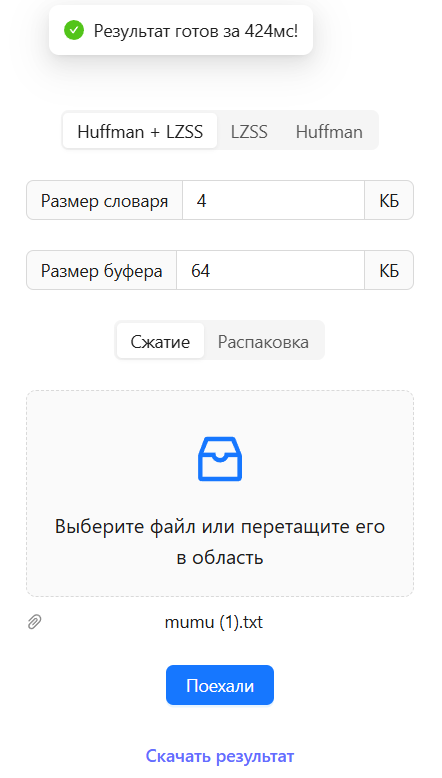 Результат готов за 424мс!
Huffman + LZSS LZSS Huffman
Размер словаря 4 КБ
Размер буфера 64 КБ
Сжатие Распаковка
Выберите файл или перетащите его
в область
mumu (1).txt
Поехали
Скачать результат